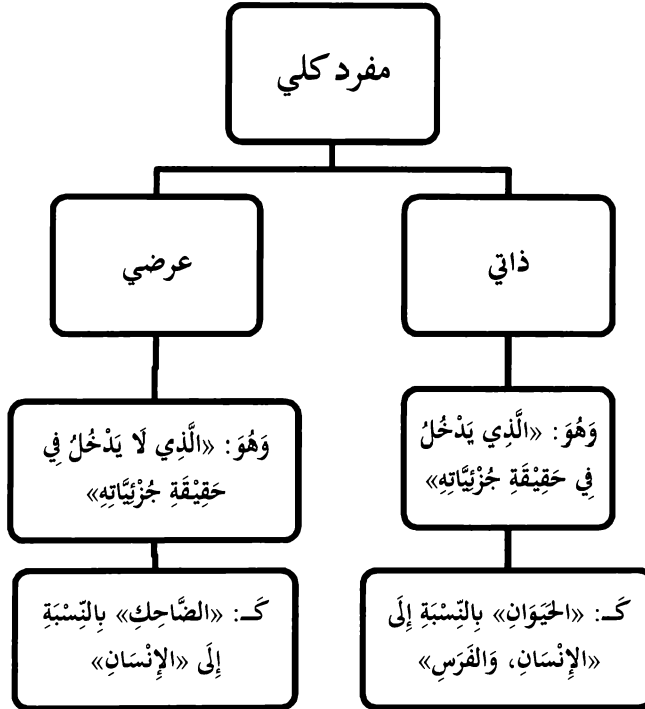 مفرد كلي
ذاتي
عرضي
وَهُوَ: «الَّذِي يَدْخُلُ
فِي حَقِيْقَةِ جُزْئِيَّاتِهِ»
وَهُوَ: «الَّذِي لَا يَدْخُلُ فِي
حَقِيْقَةِ جُزْئِيَّاتِهِ»
كَـ: «الحَيَوَانِ» بِالنِّسْبَةِ إِلَى
«الإِنْسَانِ، وَالفَرَسِ»
كَـ: «الضَّاحِكِ» بِالنِّسْبَةِ
إِلَى «الإِنْسَانِ»